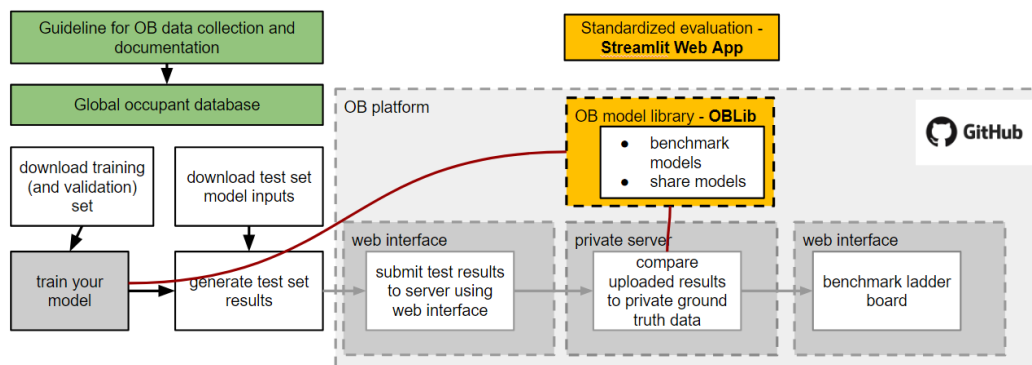 Guideline for OB data collection and
documentation
Standardized evaluation -
Streamlit Web App
Global occupant database
OB platform
OB model library - OBLib
● benchmark
models
● share models
GitHub
download training
(and validation)
set
download test set
model inputs
web interface
private server
web interface
train your
model
generate test set
results
submit test results
to server using
web interface
compare
uploaded results
to private ground
truth data
benchmark ladder
board